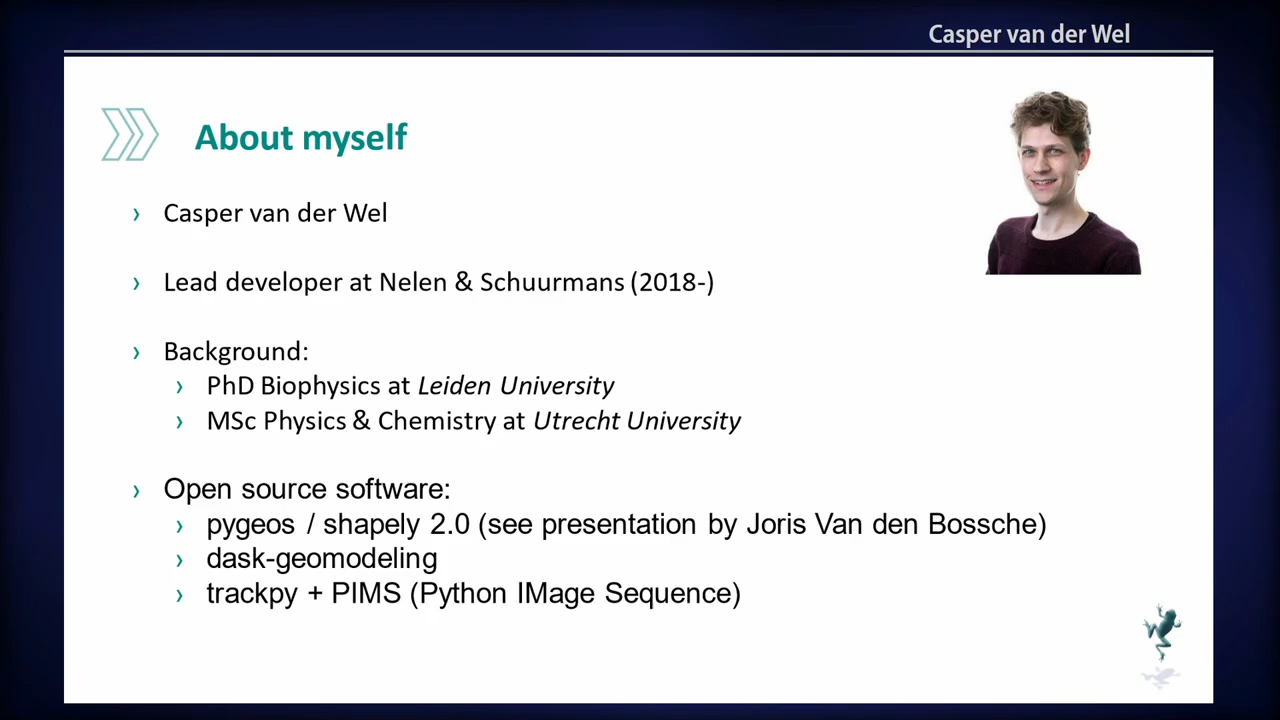 Casper van der Wel
About myself
› Casper van der Wel
› Lead developer at Nelen & Schuurmans (2018-)
› Background:
› PhD Biophysics at Leiden University
› MSc Physics & Chemistry at Utrecht University
› Open source software:
› pygeos / shapely 2.0 (see presentation by Joris Van den Bossche)
› dask-geomodeling
› trackpy + PIMS (Python IMage Sequence)